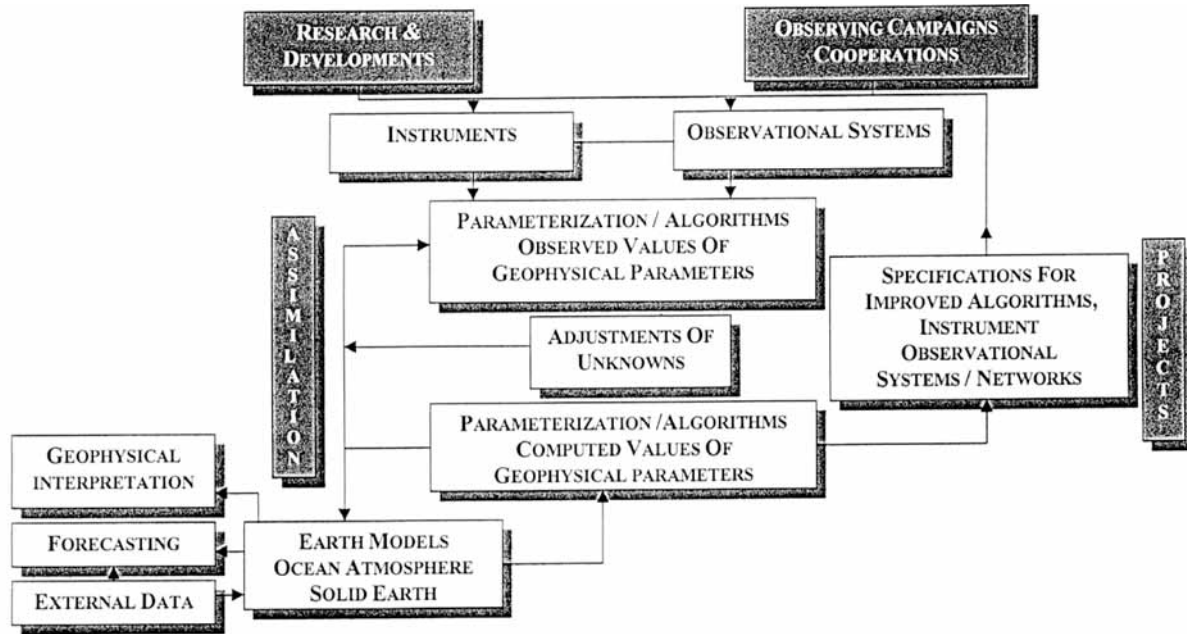 RESEARCH &
DEVELOPMENTS
OBSERVING CAMPAIGNS
COOPERATIONS
INSTRUMENTS
OBSERVATIONAL SYSTEMS
PARAMETERIZATION / ALGORITHMS
OBSERVED VALUES OF
GEOPHYSICAL PARAMETERS
ASSIMILATION
SPECIFICATIONS FOR
IMPROVED ALGORITHMS,
INSTRUMENT
OBSERVATIONAL
SYSTEMS / NETWORKS
PROJECTS
ADJUSTMENTS OF
UNKNOWNS
PARAMETERIZATION /ALGORITHMS
COMPUTED VALUES OF
GEOPHYSICAL PARAMETERS
GEOPHYSICAL
INTERPRETATION
FORECASTING
EXTERNAL DATA
EARTH MODELS
OCEAN ATMOSPHERE
SOLID EARTH